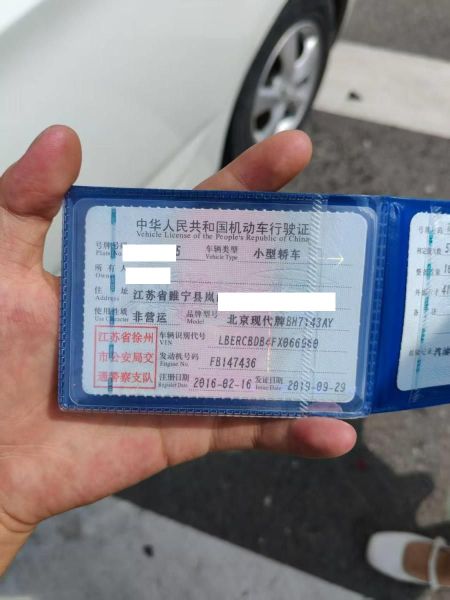 中华人民共和国机动车行驶证
Vehicle License of the People's Republic of China
号牌号码 5 车辆类型 小型轿车
Plate No. Vehicle Type
所有人
Owner
住址 江苏省睢宁县岚
Address
使用性质 非营运 品牌型号 北京现代牌BH7143AY
Use Character Model
江苏省徐州
市公安局交
通警察支队
车辆识别代号 LBERCBDB4FX066660
VIN
发动机号码 FB147436
Engine No.
注册日期 2016-02-16 发证日期 2019-09-29
Register Date Issue Date